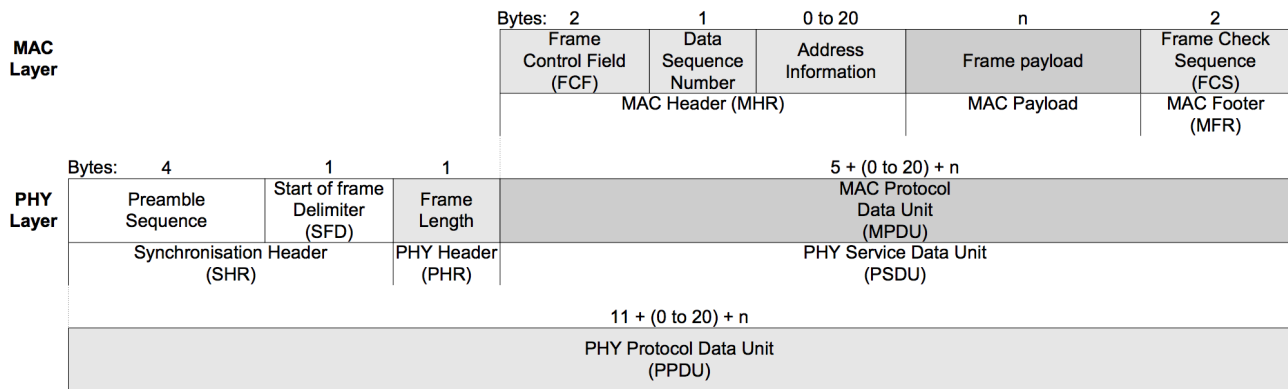 Bytes: 2 1 0 to 20 n 2
MAC
Layer
Frame
Control Field
(FCF)
Data
Sequence
Number
Address
Information
Frame payload
Frame Check
Sequence
(FCS)
MAC Header (MHR)
MAC Payload
MAC Footer
(MFR)
Bytes: 4 1 1 5 + (0 to 20) + n
PHY
Layer
Preamble
Sequence
Start of frame
Delimiter
(SFD)
Frame
Length
MAC Protocol
Data Unit
(MPDU)
Synchronisation Header
(SHR)
PHY Header
(PHR)
PHY Service Data Unit
(PSDU)
11 + (0 to 20) + n
PHY Protocol Data Unit
(PPDU)